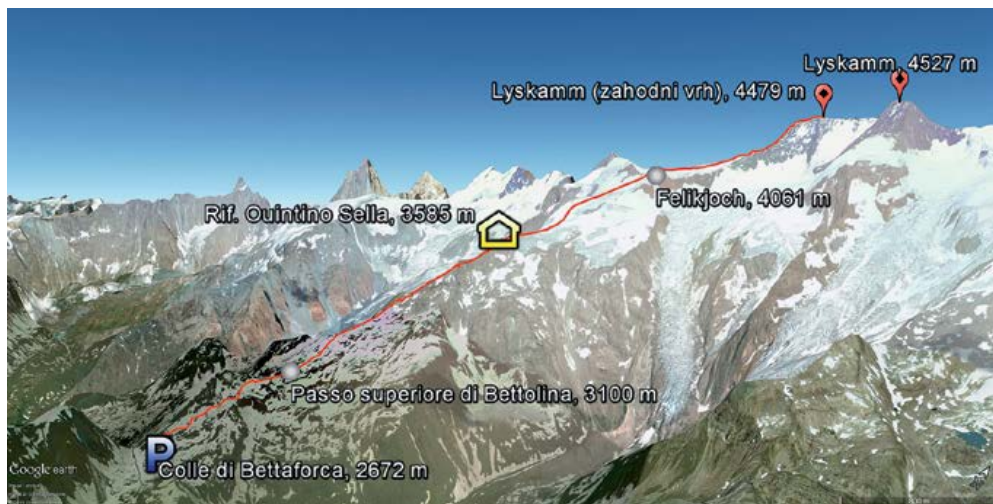 Lyskamm, 4527 m
Lyskamm (zahodni vrh), 4479 m
Felikjoch, 4061 m
Rif. Quintino Sella, 3585 m
Passo superiore di Bettolina, 3100 m
P
Colle di Bettaforca, 2672 m
Google earth